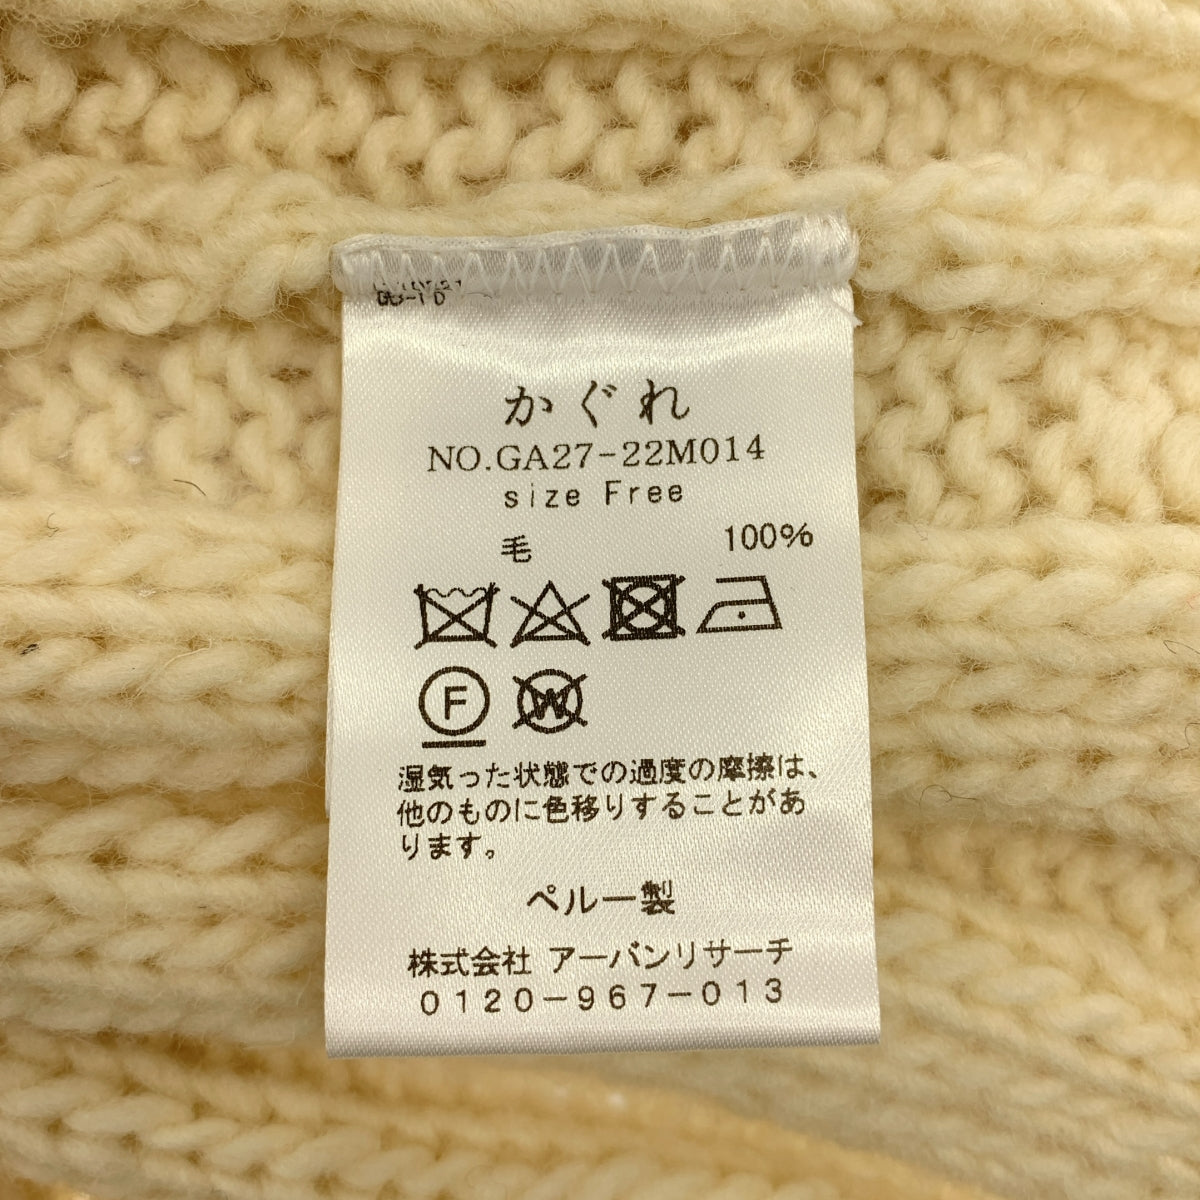 かぐれ
NO.GA27-22M014
size Free
毛 100%
F
W
湿気った状態での過度の摩擦は、
他のものに色移りすることがあ
ります。
ペルー製
株式会社 アーバンリサーチ
0120-967-013